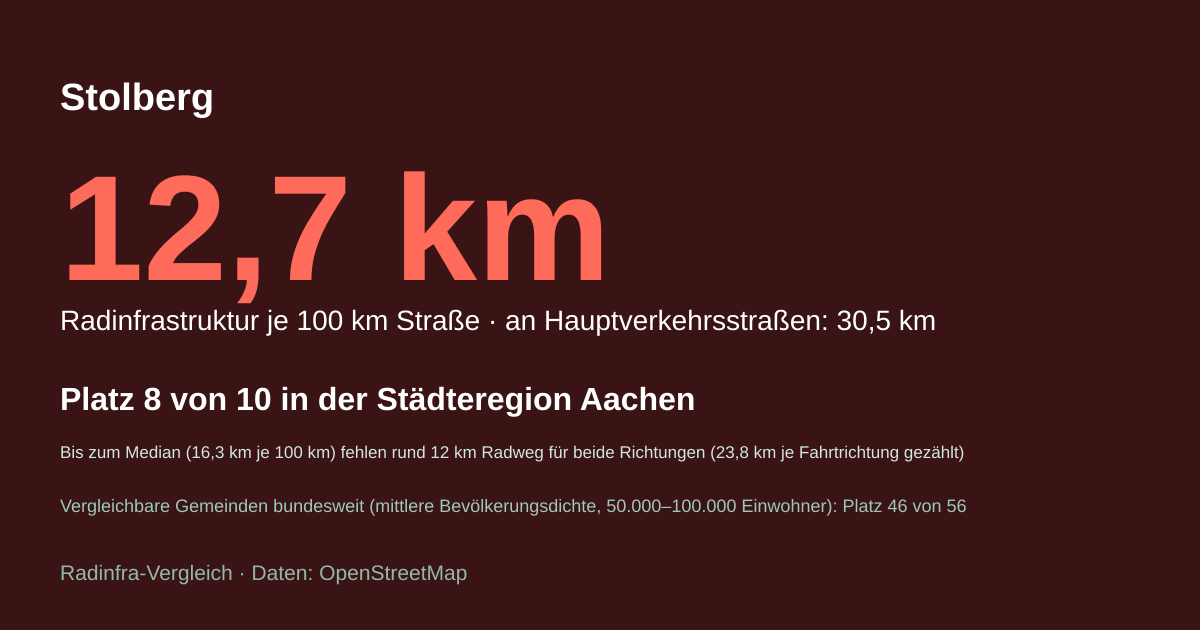 Stolberg
12,7 km
Radinfrastruktur je 100 km Straße · an Hauptverkehrsstraßen: 30,5 km
Platz 8 von 10 in der Städteregion Aachen
Bis zum Median (16,3 km je 100 km) fehlen rund 12 km Radweg für beide Richtungen (23,8 km je Fahrtrichtung gezählt)
Vergleichbare Gemeinden bundesweit (mittlere Bevölkerungsdichte, 50.000–100.000 Einwohner): Platz 46 von 56
Radinfra-Vergleich · Daten: OpenStreetMap